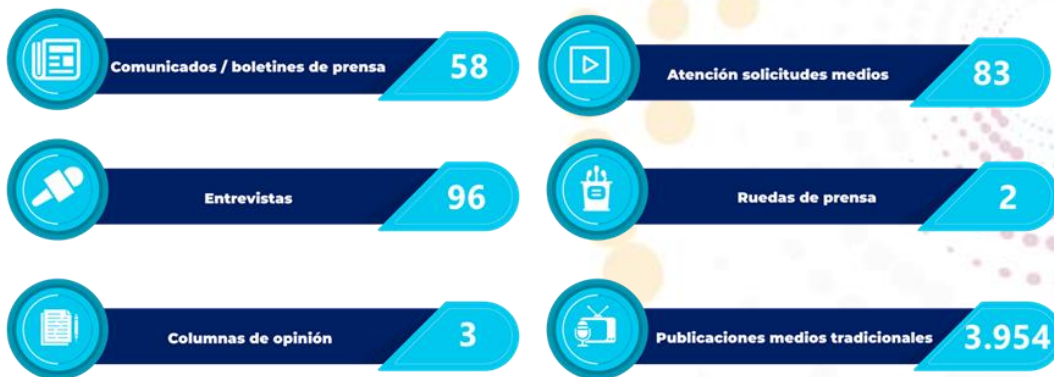 Comunicados / boletines de prensa 58
Atención solicitudes medios 83
Entrevistas 96
Ruedas de prensa 2
Columnas de opinión 3
Publicaciones medios tradicionales 3.954